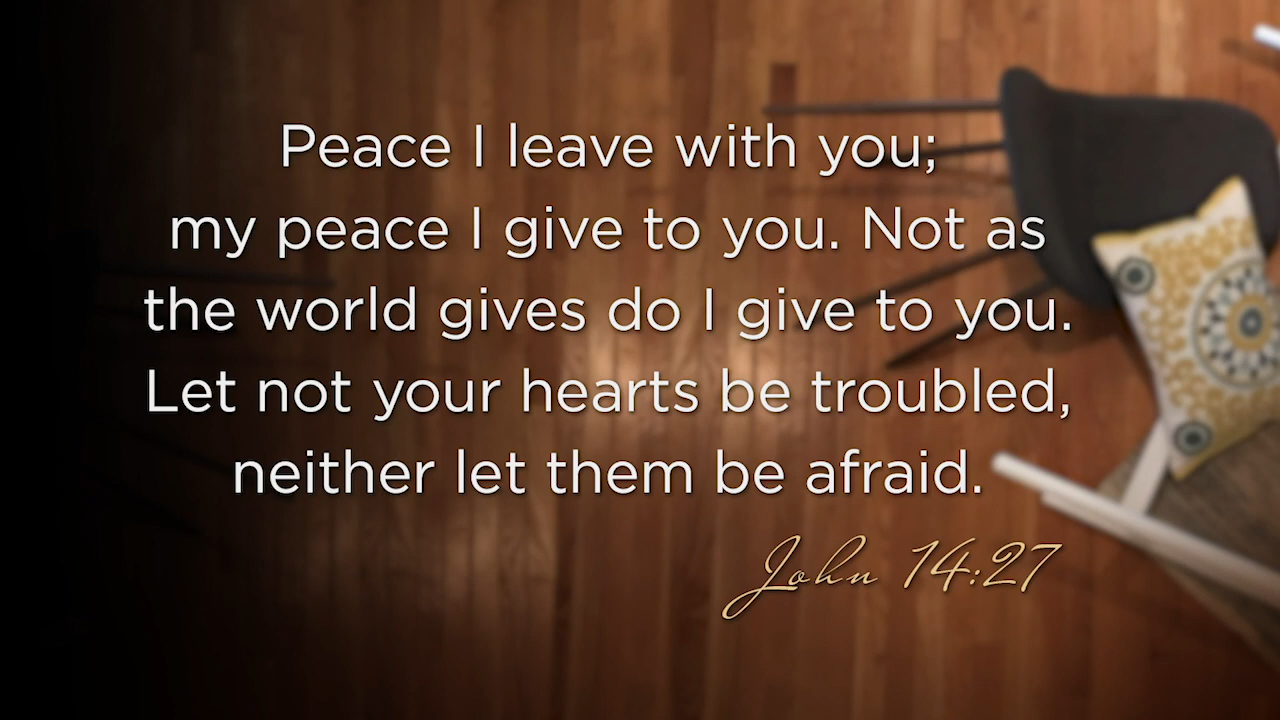 Peace I leave with you;
my peace I give to you. Not as
the world gives do I give to you.
Let not your hearts be troubled,
neither let them be afraid.
John 14:27